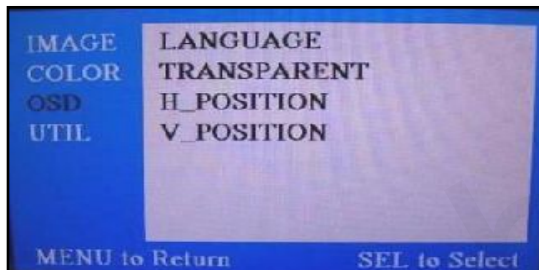 IMAGE LANGUAGE
COLOR TRANSPARENT
OSD H_POSITION
UTIL V_POSITION
MENU to Return SEL to Select